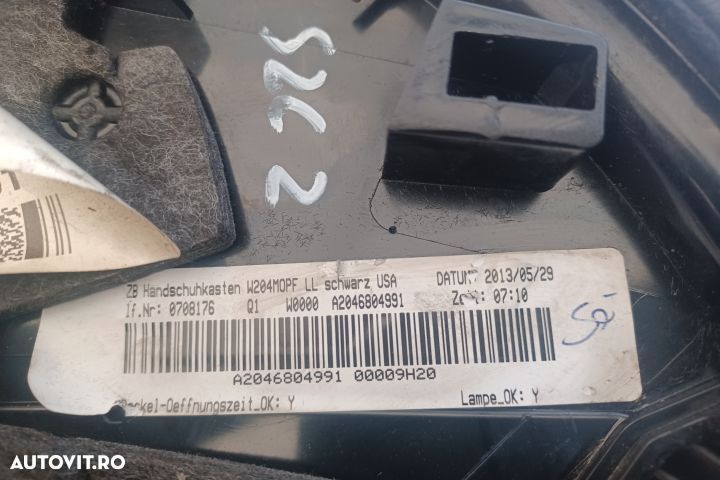 ZB Handschuhkasten W204MOPF LL schwarz USA DATUM: 2013/05/29
lf.Nr: 0708176 Q1 W0000 A2046804991 07:10
A2046804991 00009H20
Deckel-Oeffnungszeit_OK: Y Lampe_OK: Y
AUTOVIT.RO